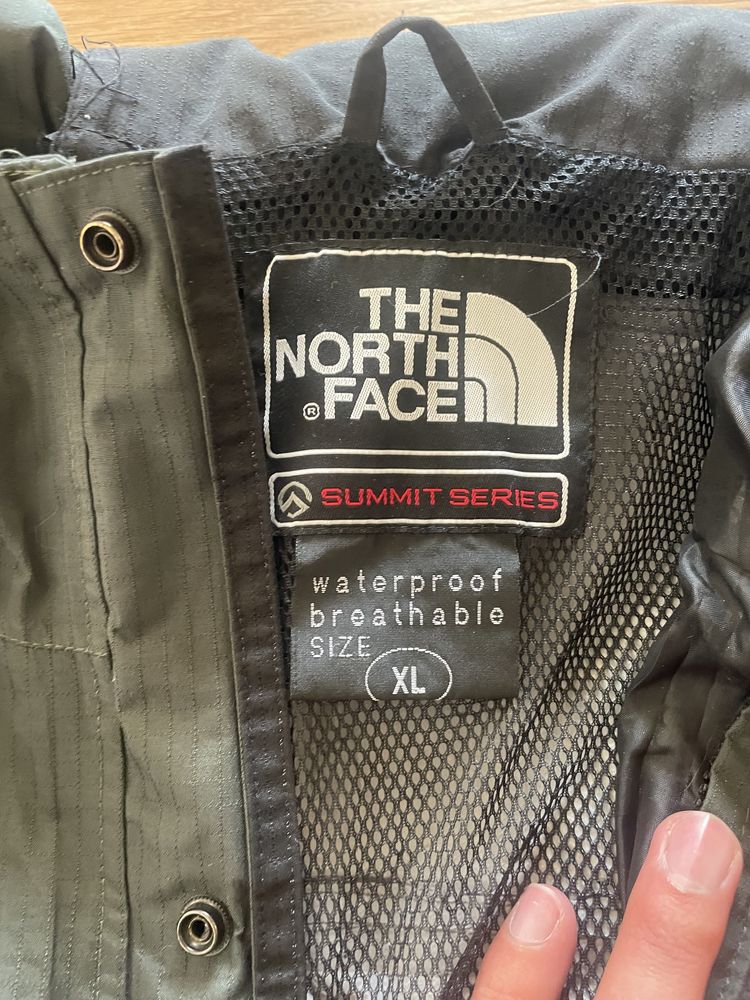 THE
NORTH
® FACE
SUMMIT SERIES
waterproof
breathable
SIZE
XL